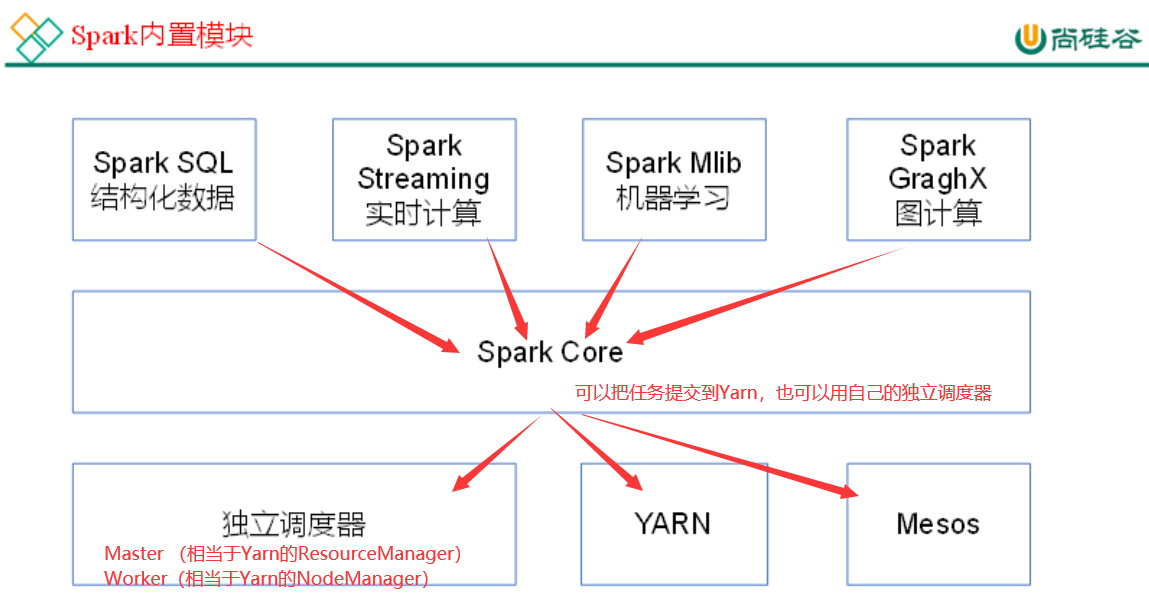 Spark内置模块
尚硅谷
Spark SQL
结构化数据
Spark
Streaming
实时计算
Spark Mlib
机器学习
Spark
GraghX
图计算
Spark Core
可以把任务提交到Yarn，也可以用自己的独立调度器
独立调度器
Master （相当于Yarn的ResourceManager）
Worker（相当于Yarn的NodeManager）
YARN
Mesos